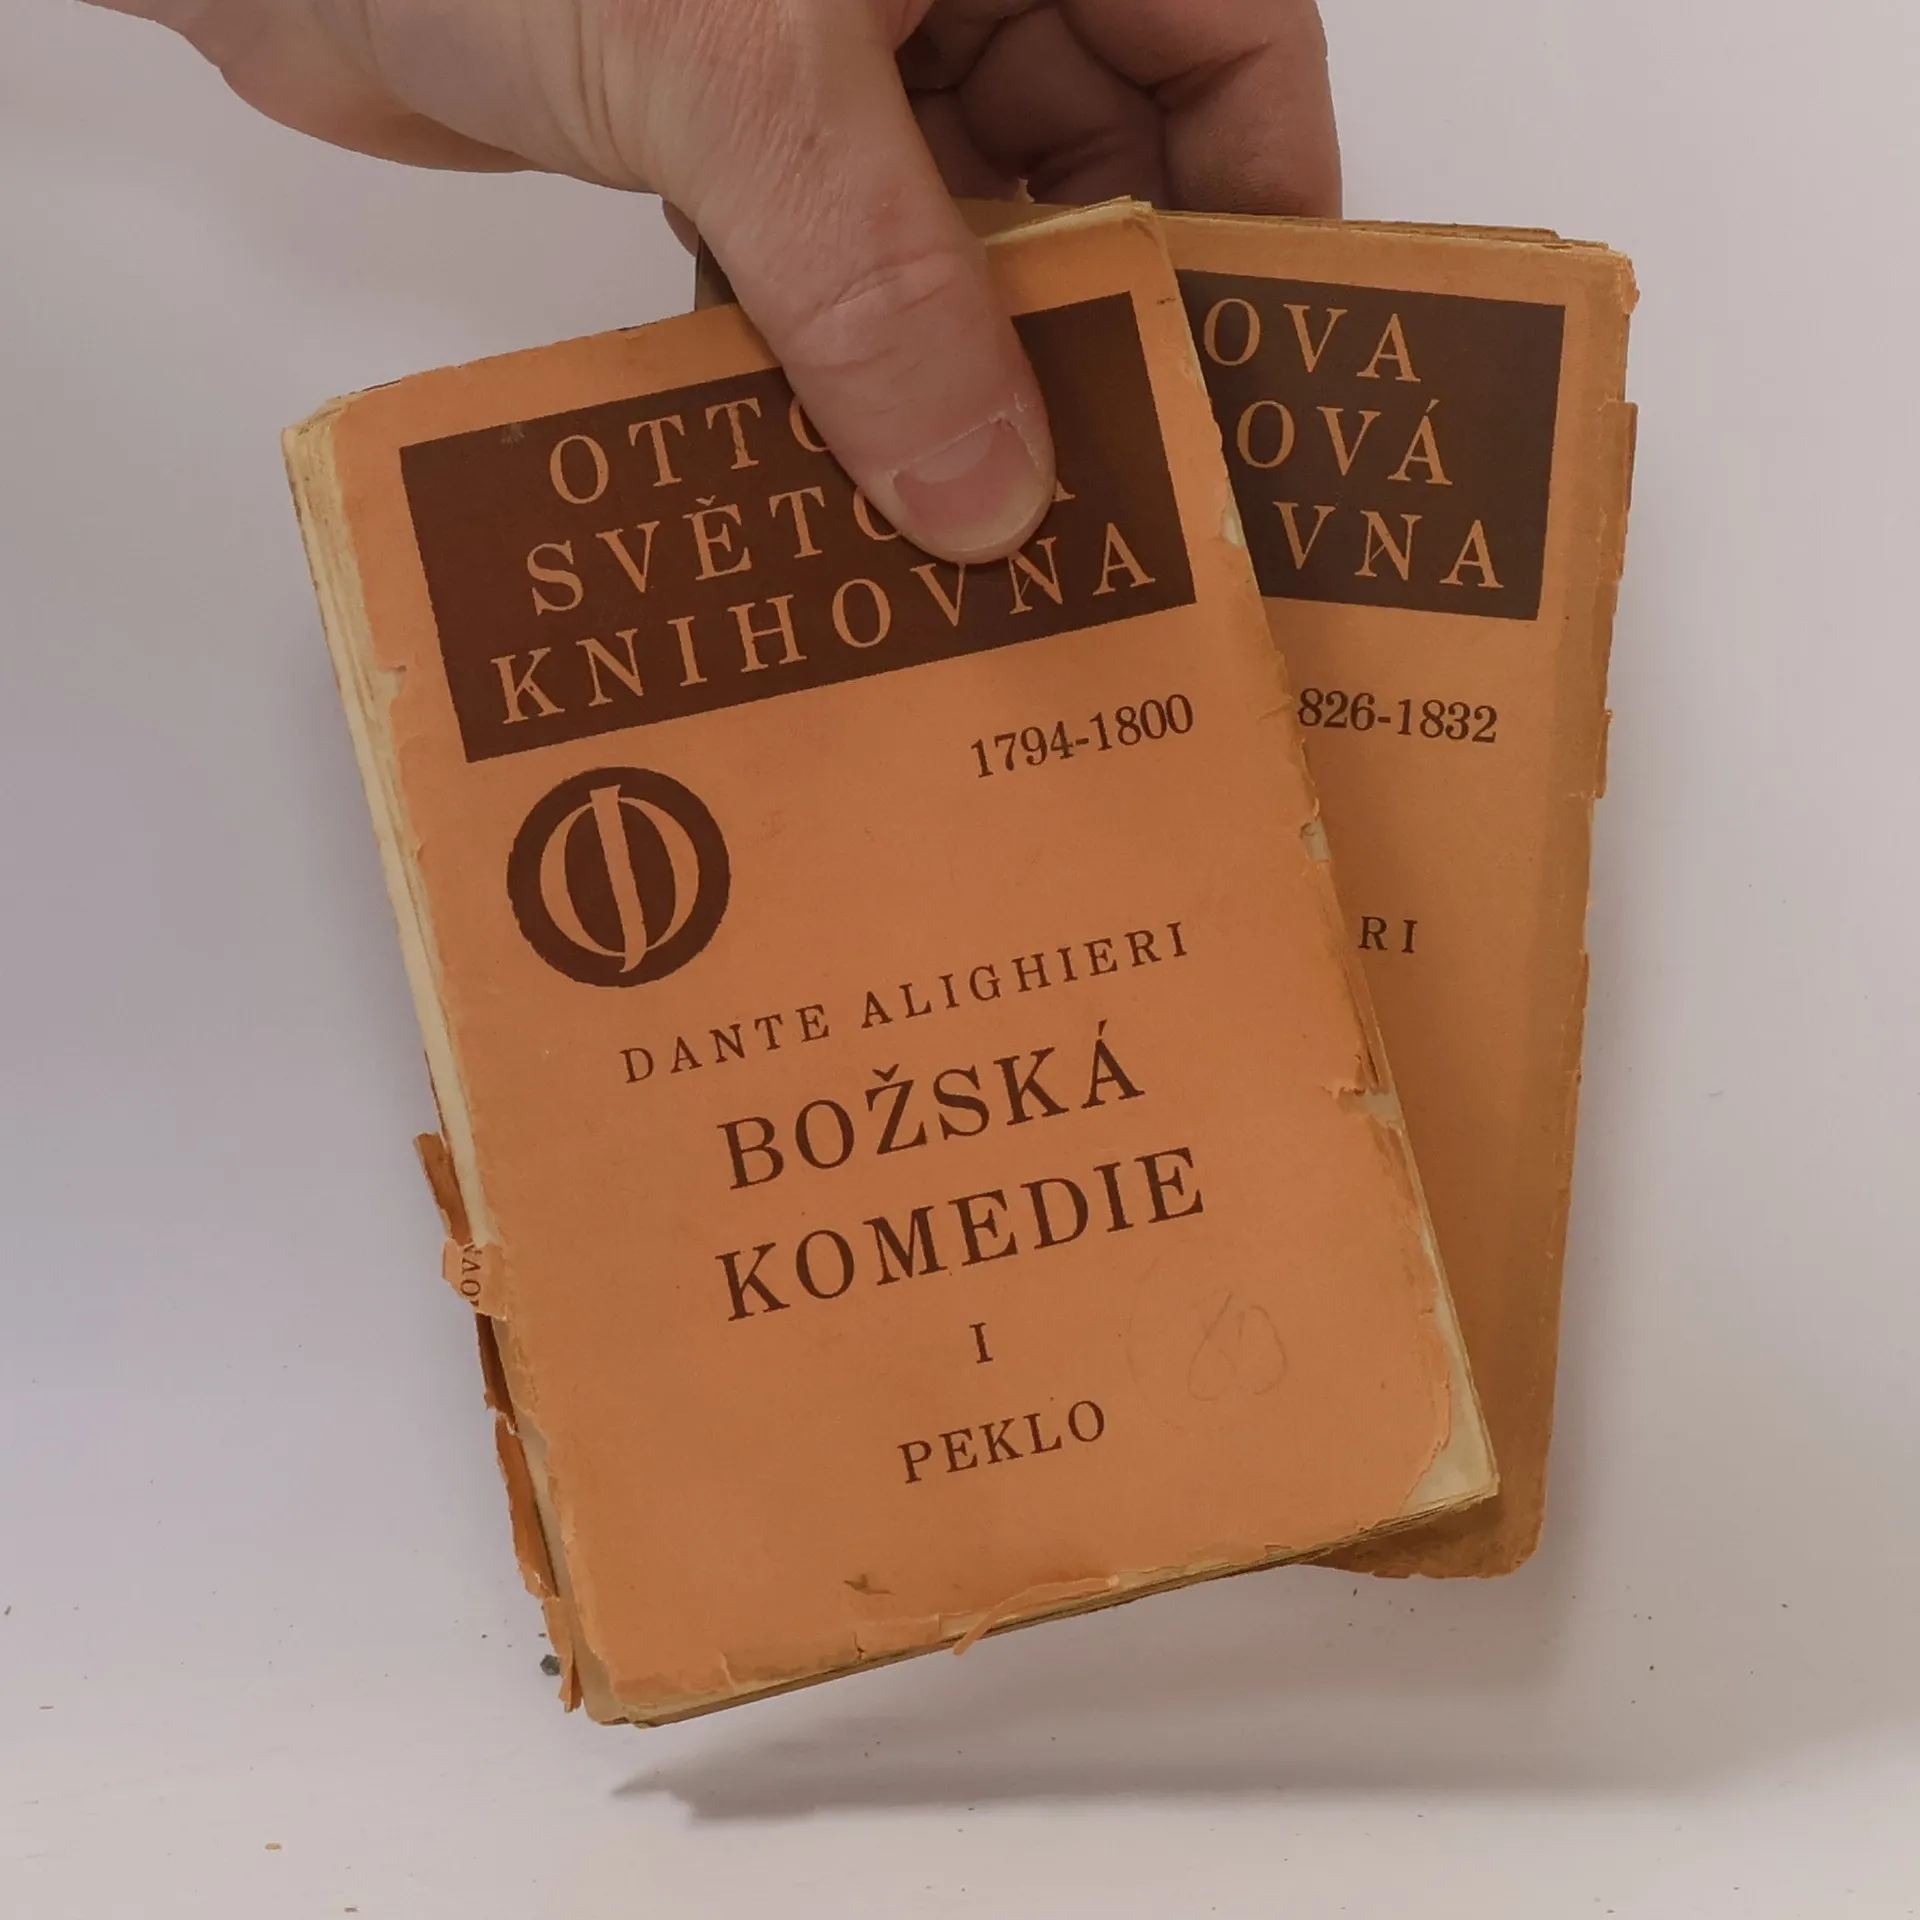 OTTO
SVĚTO
KNIHOVNA
1794-1800
DANTE ALIGHIERI
BOŽSKÁ
KOMEDIE
I
PEKLO
OVA
OVÁ
VNA
826-1832
RI